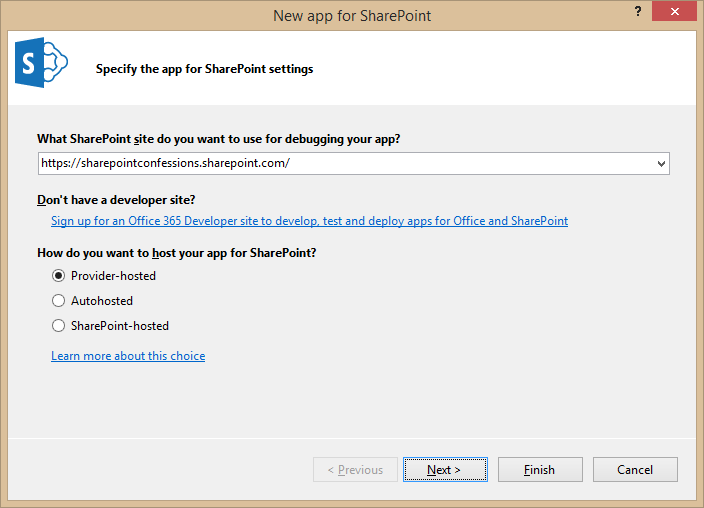 New app for SharePoint
?
S
Specify the app for SharePoint settings
What SharePoint site do you want to use for debugging your app?
https://sharepointconfessions.sharepoint.com/
Don't have a developer site?
Sign up for an Office 365 Developer site to develop, test and deploy apps for Office and SharePoint
How do you want to host your app for SharePoint?
Provider-hosted
Autohosted
SharePoint-hosted
Learn more about this choice
< Previous
Next >
Finish
Cancel